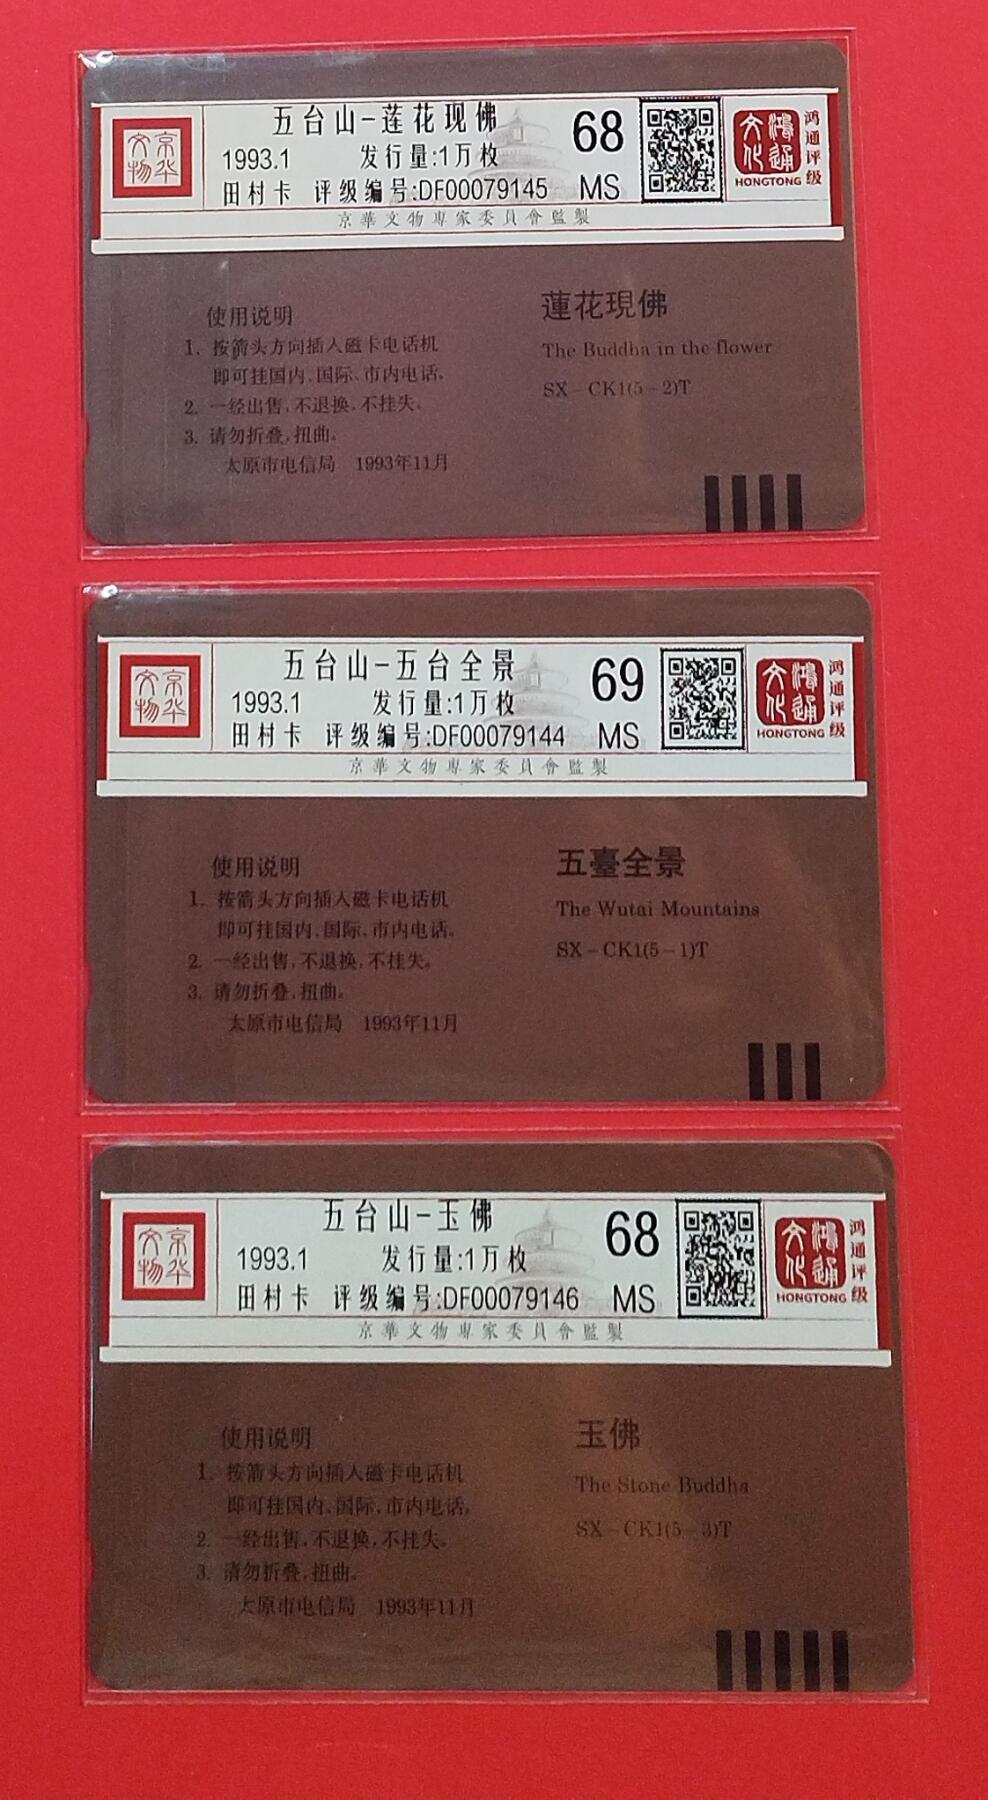 京华
文物
五台山-莲花现佛
1993.1 发行量:1万枚
田村卡 评级编号:DF00079145
68
MS
鸿通
文化
HONGTONG
鸿通评级
京華文物專家委員會監製
使用说明
1. 按箭头方向插入磁卡电话机
即可挂国内、国际、市内电话。
2. 一经出售,不退换,不挂失。
3. 请勿折叠,扭曲。
太原市电信局 1993年11月
蓮花現佛
The Buddha in the flower
SX-CK1(5-2)T
京华
文物
五台山-五台全景
1993.1 发行量:1万枚
田村卡 评级编号:DF00079144
69
MS
鸿通
文化
HONGTONG
鸿通评级
京華文物專家委員會監製
使用说明
1. 按箭头方向插入磁卡电话机
即可挂国内、国际、市内电话。
2. 一经出售,不退换,不挂失。
3. 请勿折叠,扭曲。
太原市电信局 1993年11月
五臺全景
The Wutai Mountains
SX-CK1(5-1)T
京华
文物
五台山-玉佛
1993.1 发行量:1万枚
田村卡 评级编号:DF00079146
68
MS
鸿通
文化
HONGTONG
鸿通评级
京華文物專家委員會監製
使用说明
1. 按箭头方向插入磁卡电话机
即可挂国内、国际、市内电话。
2. 一经出售,不退换,不挂失。
3. 请勿折叠,扭曲。
太原市电信局 1993年11月
玉佛
The Stone Buddha
SX-CK1(5-3)T